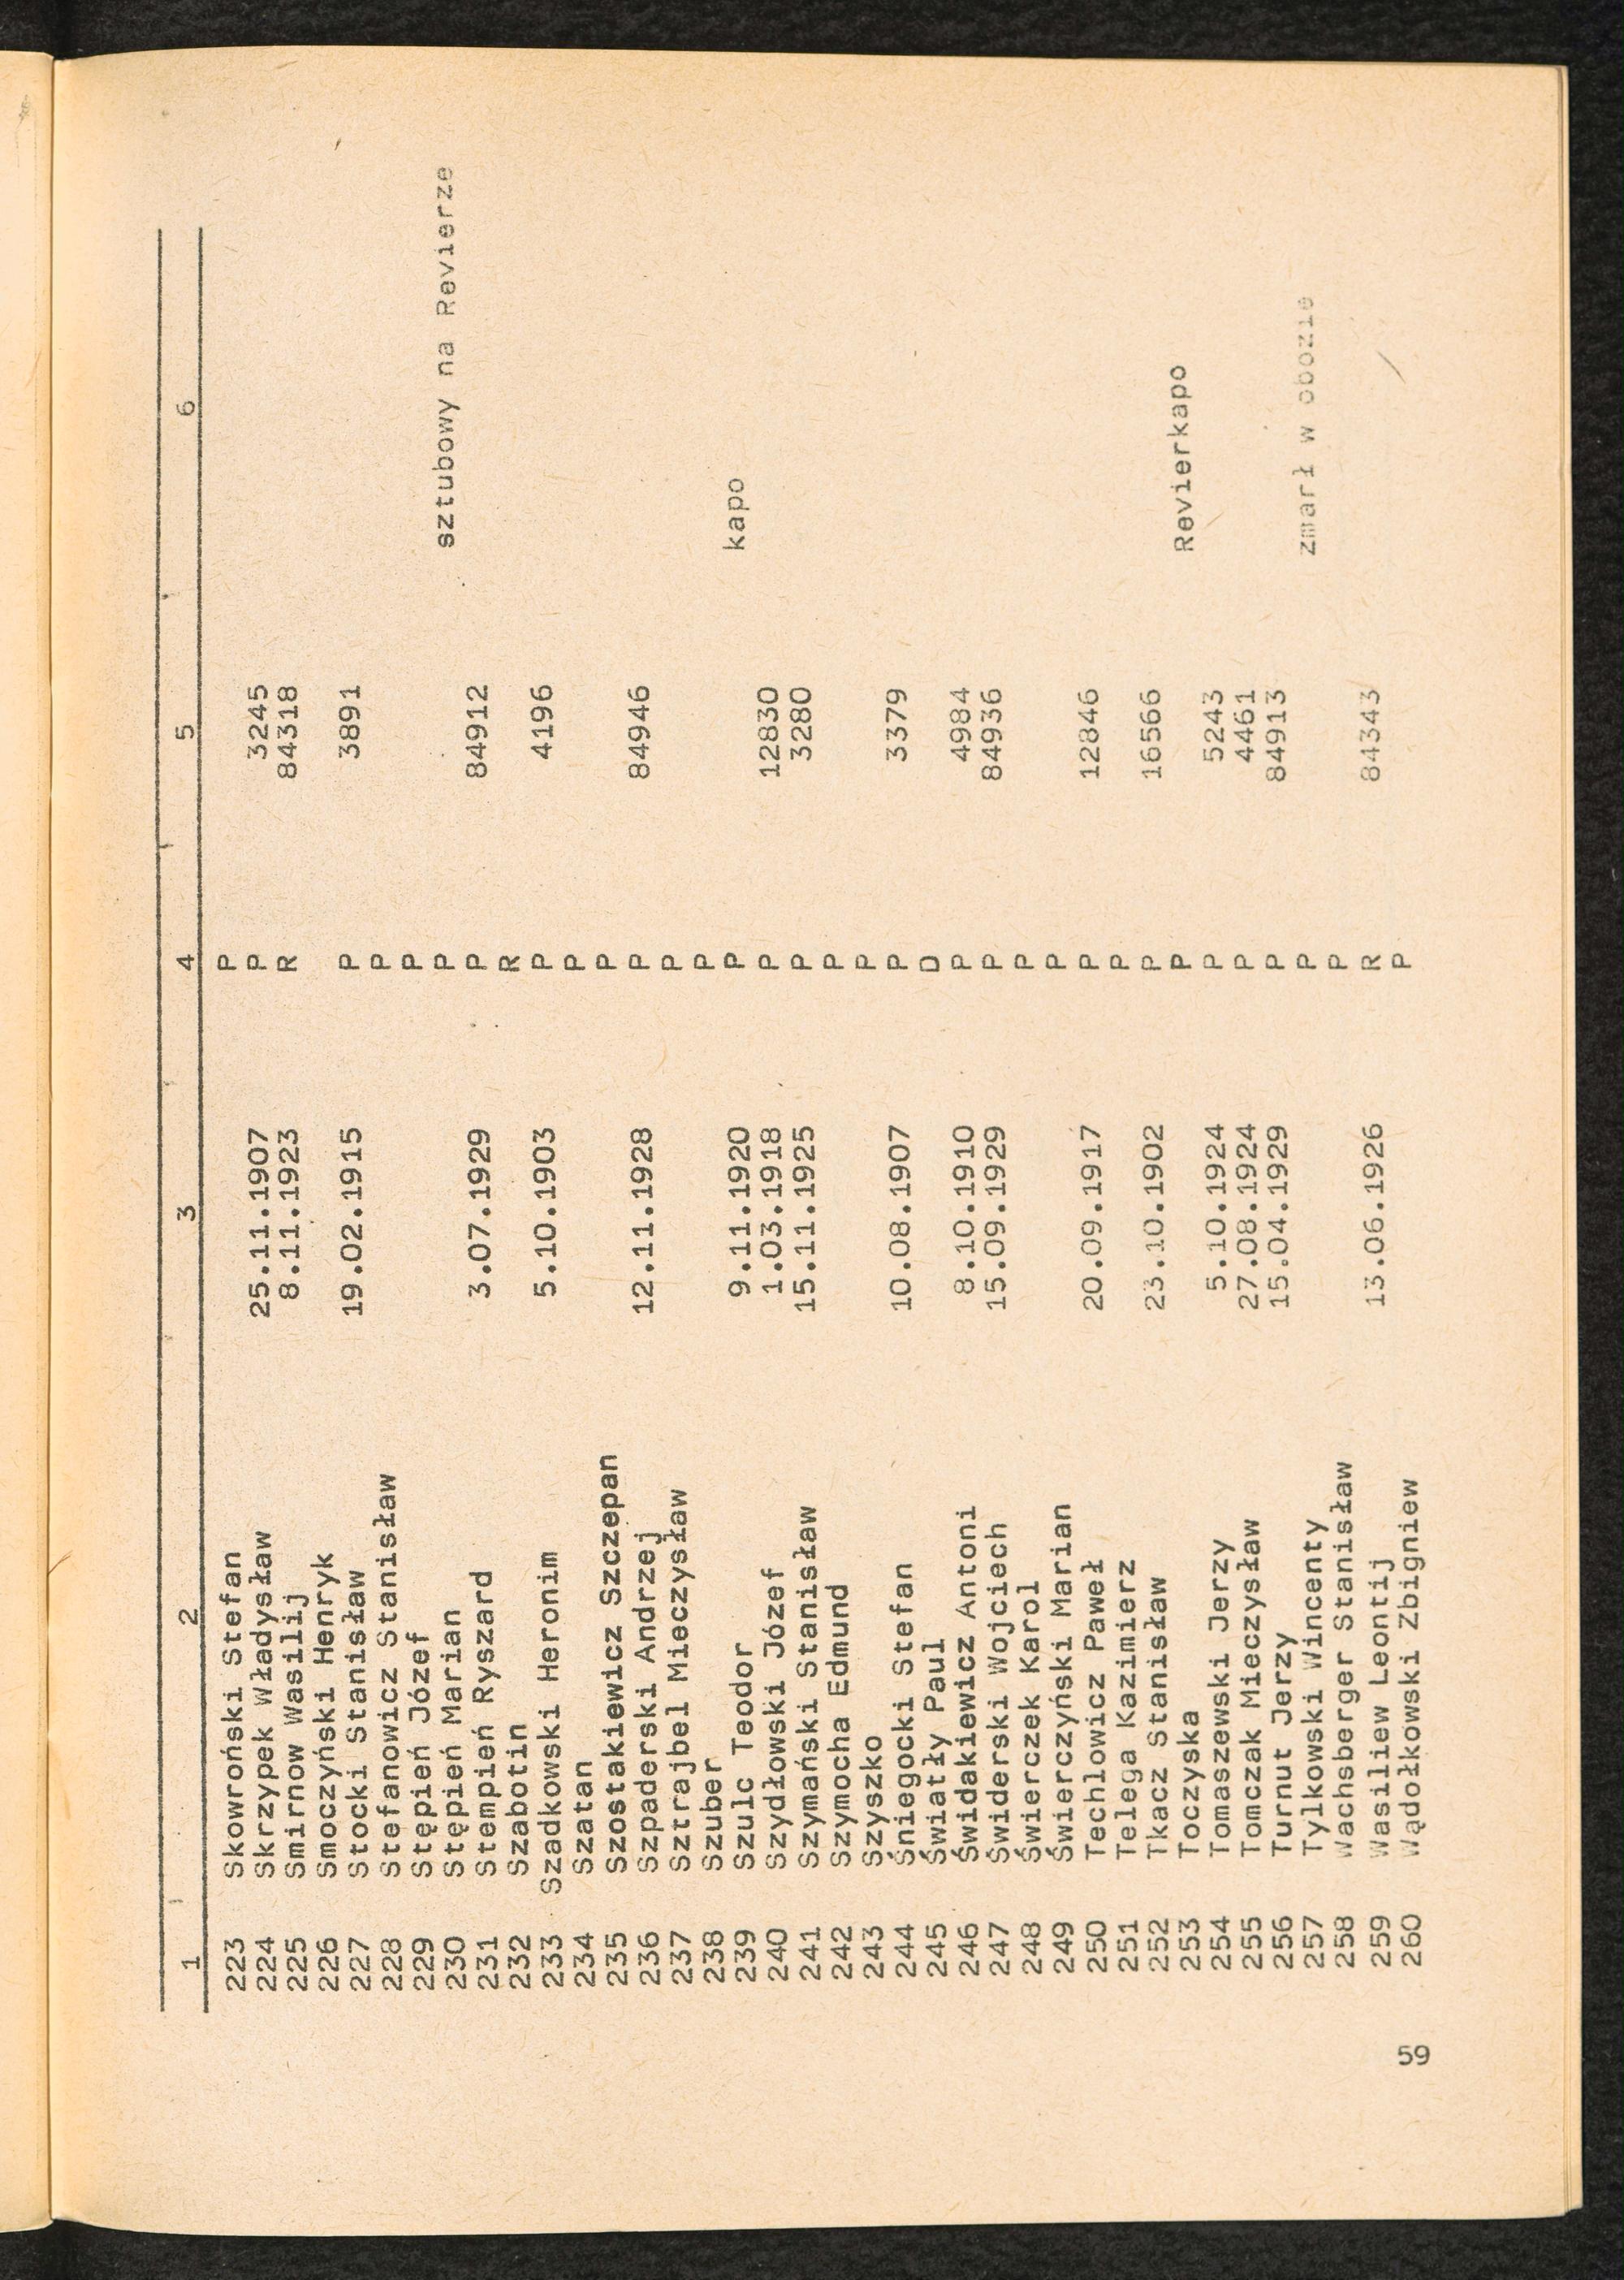 1 2 3 4 5 6
223 Skowroński Stefan P
224 Skrzypek Władysław 25.11.1907 P 3245
225 Smirnow Wasilij 8.11.1923 R 84318
226 Smoczyński Henryk
227 Stocki Stanisław 19.02.1915 P 3891
228 Stefanowicz Stanisław P
229 Stępień Józef P
230 Stępień Marian P sztubowy na Revierze
231 Stempień Ryszard 3.07.1929 P 84912
232 Szabotin R
233 Szadkowski Heronim 5.10.1903 P 4196
234 Szatan P
235 Szostakiewicz Szczepan P
236 Szpaderski Andrzej 12.11.1928 P 84946
237 Sztrajbel Mieczysław P
238 Szuber P
239 Szulc Teodor 9.11.1920 P kapo
240 Szydłowski Józef 1.03.1918 P 12830
241 Szymański Stanisław 15.11.1925 P 3280
242 Szymocha Edmund P
243 Szyszko P
244 Śniegocki Stefan 10.08.1907 P 3379
245 Światły Paul D
246 Świdakiewicz Antoni 8.10.1910 P 4984
247 Świderski Wojciech 15.09.1929 P 84936
248 Świerczek Karol P
249 Świerczyński Marian P
250 Techlowicz Paweł 20.09.1917 P 12846
251 Telega Kazimierz P
252 Tkacz Stanisław 23.10.1902 P 16566
253 Toczyska P Revierkapo
254 Tomaszewski Jerzy 5.10.1924 P 5243
255 Tomczak Mieczysław 27.08.1924 P 4461
256 Turnut Jerzy 15.04.1929 P 84913
257 Tylkowski Wincenty P zmarł w obozie
258 Wachsberger Stanisław P
259 Wasiliew Leontij 13.06.1926 R 84343
260 Wądołkowski Zbigniew P
59